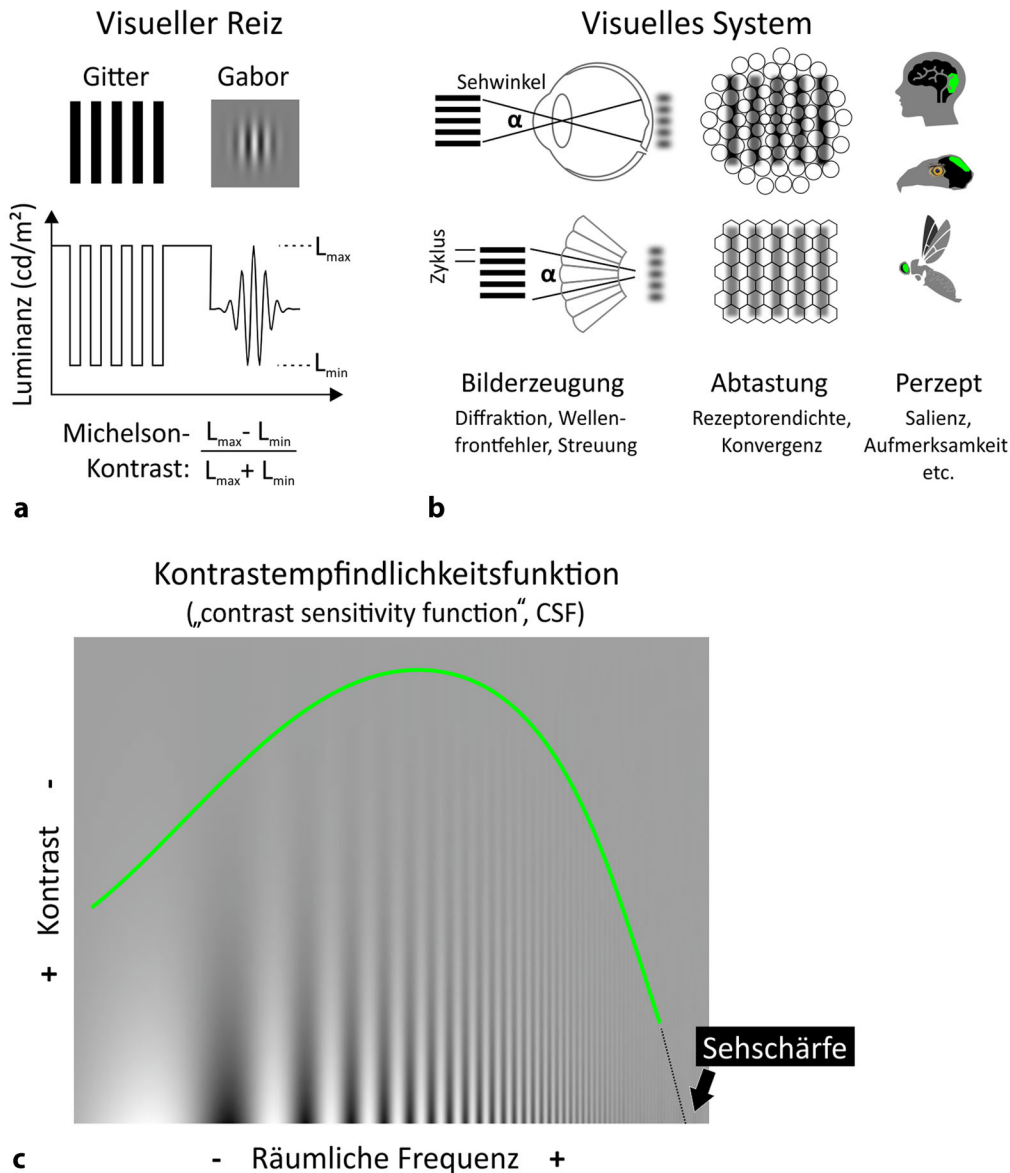 Visueller Reiz
Gitter
Gabor
Luminanz (cd/m²)
Lmax
Lmin
Michelson-
Kontrast:
Lmax - Lmin
Lmax + Lmin
a
Visuelles System
Sehwinkel
α
Zyklus
α
Bilderzeugung
Diffraktion, Wellen-
frontfehler, Streuung
Abtastung
Rezeptorendichte,
Konvergenz
Perzept
Salienz,
Aufmerksamkeit
etc.
b
Kontrastempfindlichkeitsfunktion
(„contrast sensitivity function“, CSF)
+ Kontrast -
Sehschärfe
c
- Räumliche Frequenz +